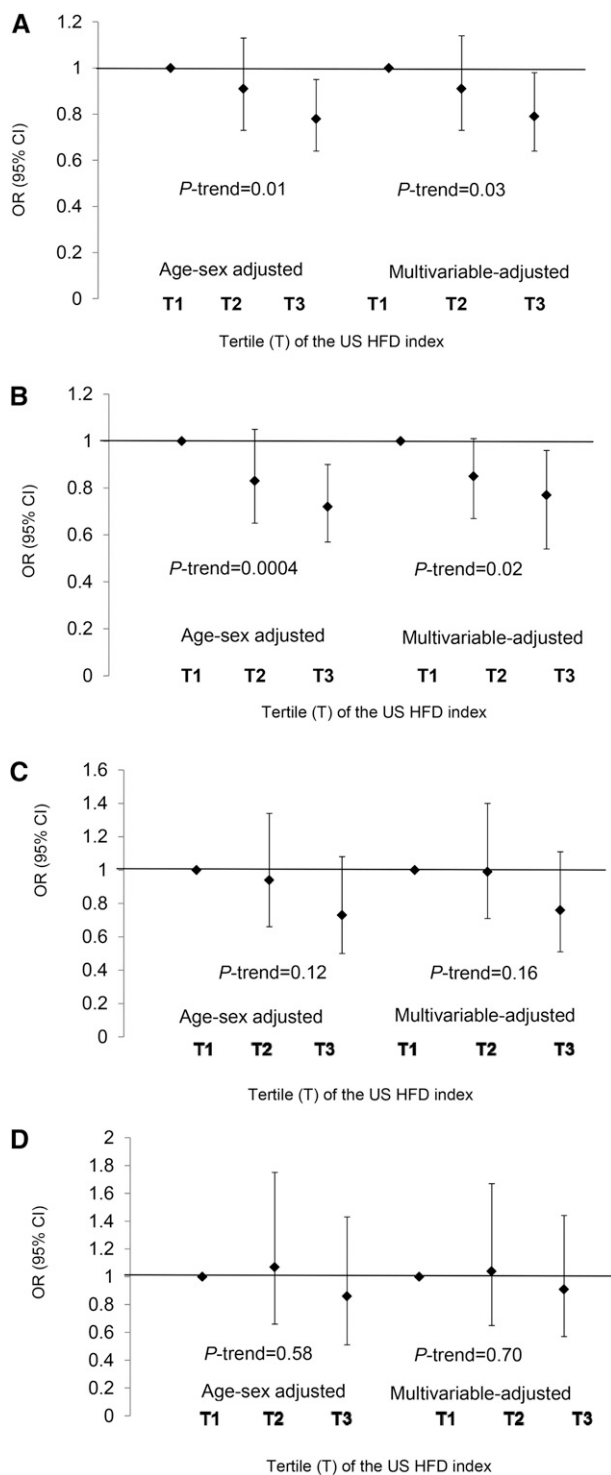 A
1.2
1
0.8
0.6
0.4
0.2
0
OR (95% CI)
P-trend=0.01 P-trend=0.03
Age-sex adjusted Multivariable-adjusted
T1 T2 T3 T1 T2 T3
Tertile (T) of the US HFD index
B
1.2
1
0.8
0.6
0.4
0.2
0
OR (95% CI)
P-trend=0.0004 P-trend=0.02
Age-sex adjusted Multivariable-adjusted
T1 T2 T3 T1 T2 T3
Tertile (T) of the US HFD index
C
1.6
1.4
1.2
1
0.8
0.6
0.4
0.2
0
OR (95% CI)
P-trend=0.12 P-trend=0.16
Age-sex adjusted Multivariable-adjusted
T1 T2 T3 T1 T2 T3
Tertile (T) of the US HFD index
D
2
1.8
1.6
1.4
1.2
1
0.8
0.6
0.4
0.2
0
OR (95% CI)
P-trend=0.58 P-trend=0.70
Age-sex adjusted Multivariable-adjusted
T1 T2 T3 T1 T2 T3
Tertile (T) of the US HFD index